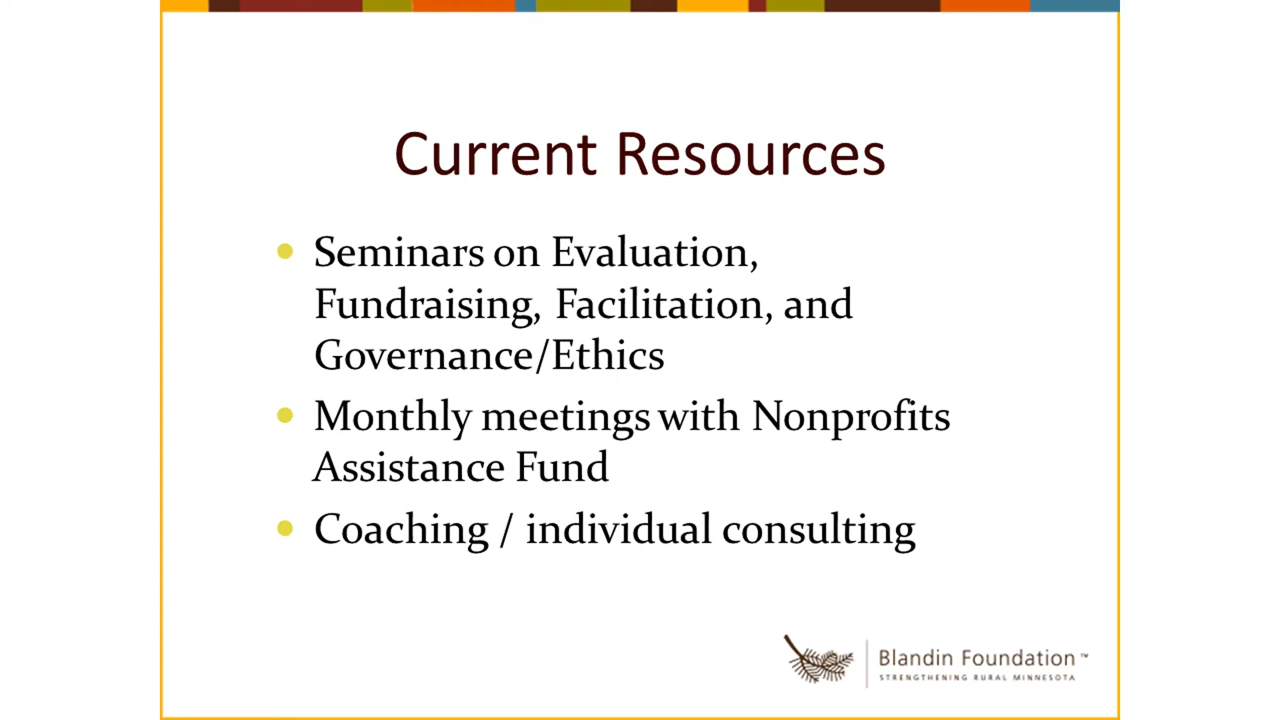 Current Resources
Seminars on Evaluation,
Fundraising, Facilitation, and
Governance/Ethics
Monthly meetings with Nonprofits
Assistance Fund
Coaching / individual consulting
Blandin Foundation™
STRENGTHENING RURAL MINNESOTA